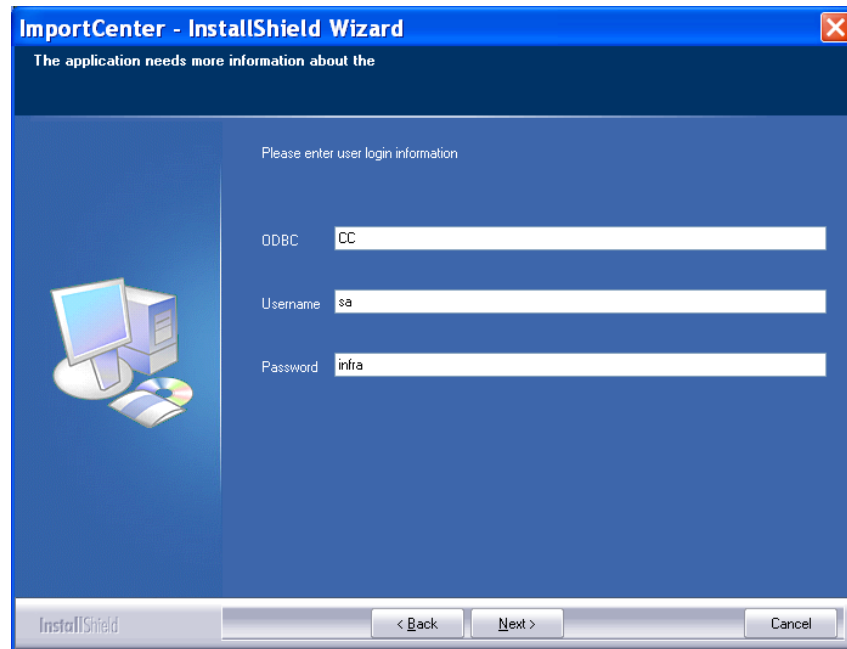 ImportCenter - InstallShield Wizard
The application needs more information about the
Please enter user login information
ODBC CC
Username sa
Password infra
InstallShield < Back Next > Cancel